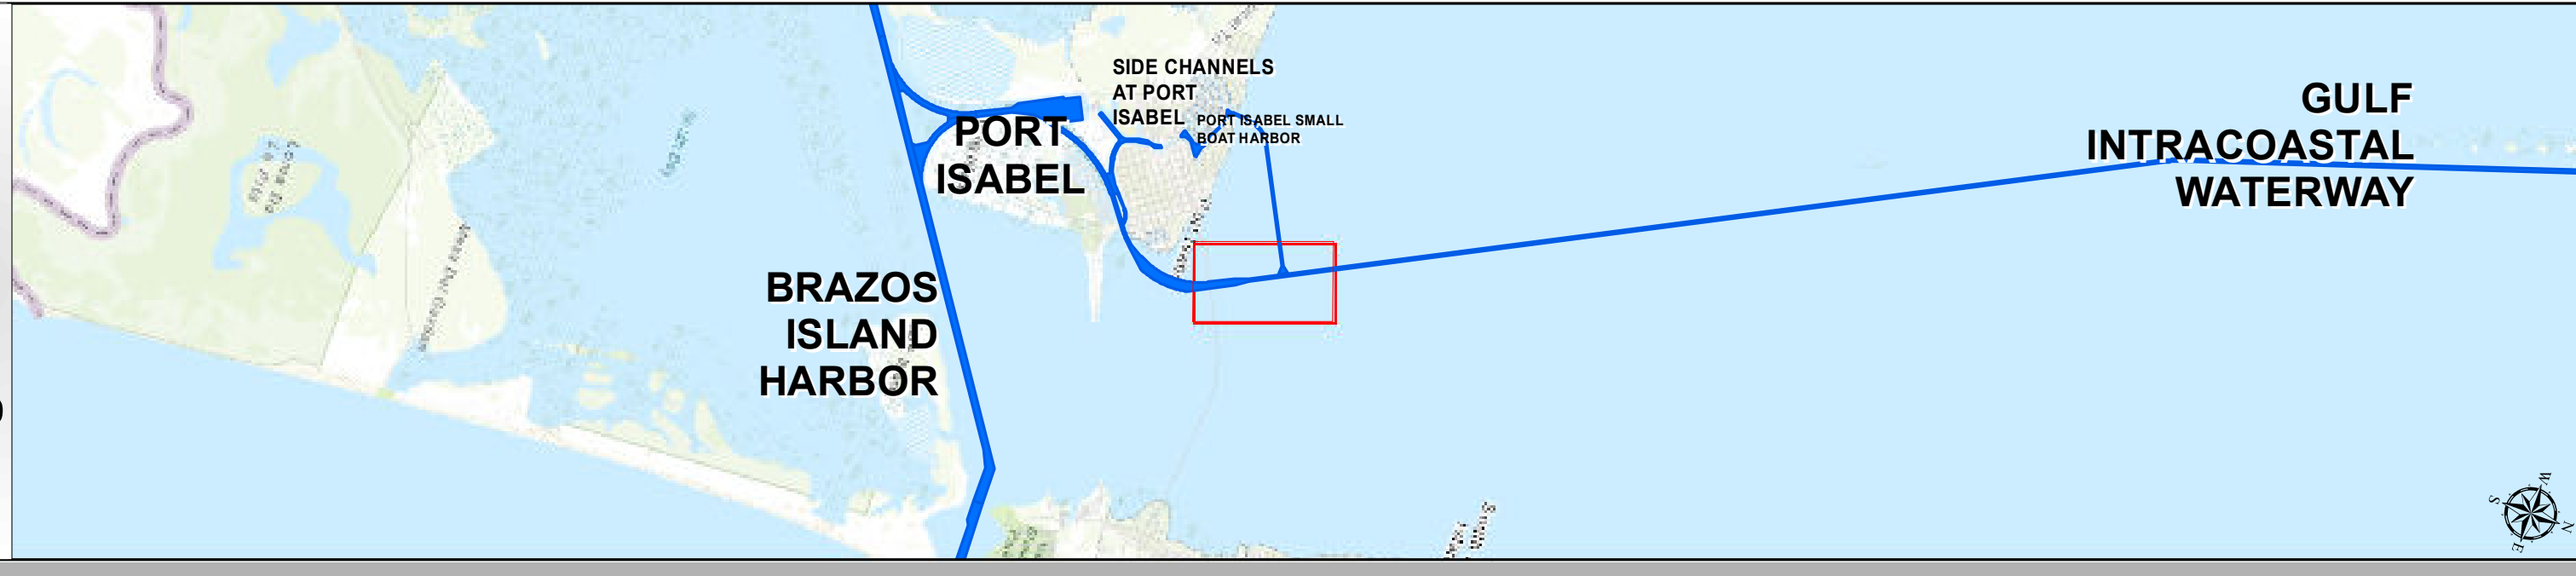 SIDE CHANNELS
AT PORT
ISABEL
PORT ISABEL SMALL
BOAT HARBOR
PORT
ISABEL
GULF
INTRACOASTAL
WATERWAY
BRAZOS
ISLAND
HARBOR
W
S
N
E